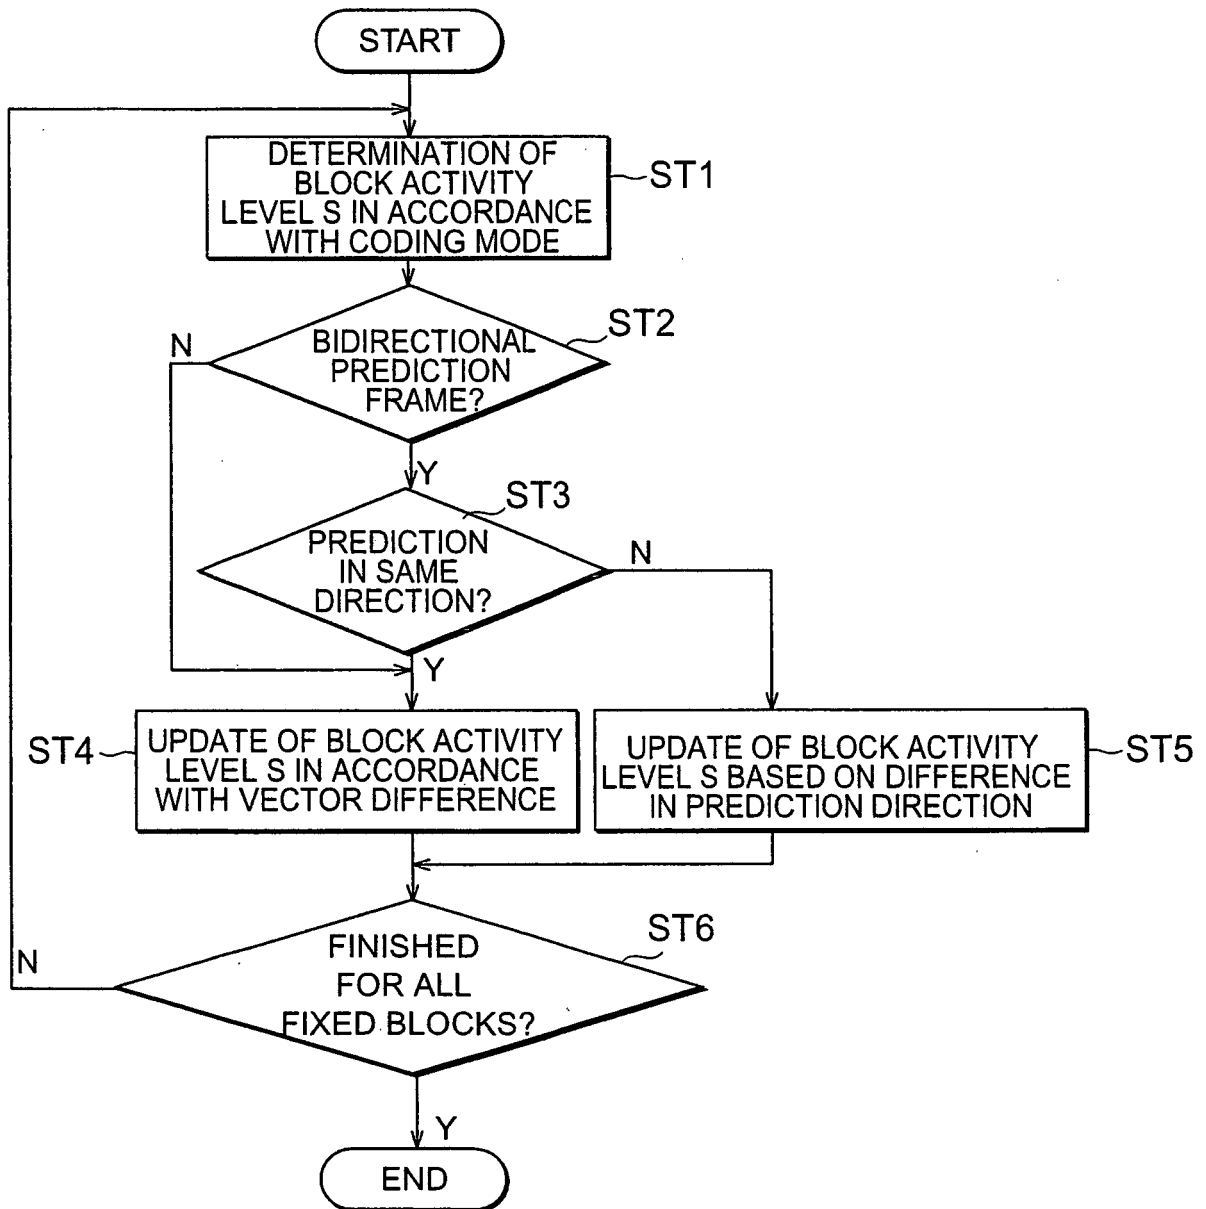 START
DETERMINATION OF
BLOCK ACTIVITY
LEVEL S IN ACCORDANCE
WITH CODING MODE
ST1
BIDIRECTIONAL
PREDICTION
FRAME?
ST2
N
Y
PREDICTION
IN SAME
DIRECTION?
ST3
N
Y
ST4
UPDATE OF BLOCK ACTIVITY
LEVEL S IN ACCORDANCE
WITH VECTOR DIFFERENCE
UPDATE OF BLOCK ACTIVITY
LEVEL S BASED ON DIFFERENCE
IN PREDICTION DIRECTION
ST5
FINISHED
FOR ALL
FIXED BLOCKS?
ST6
N
Y
END